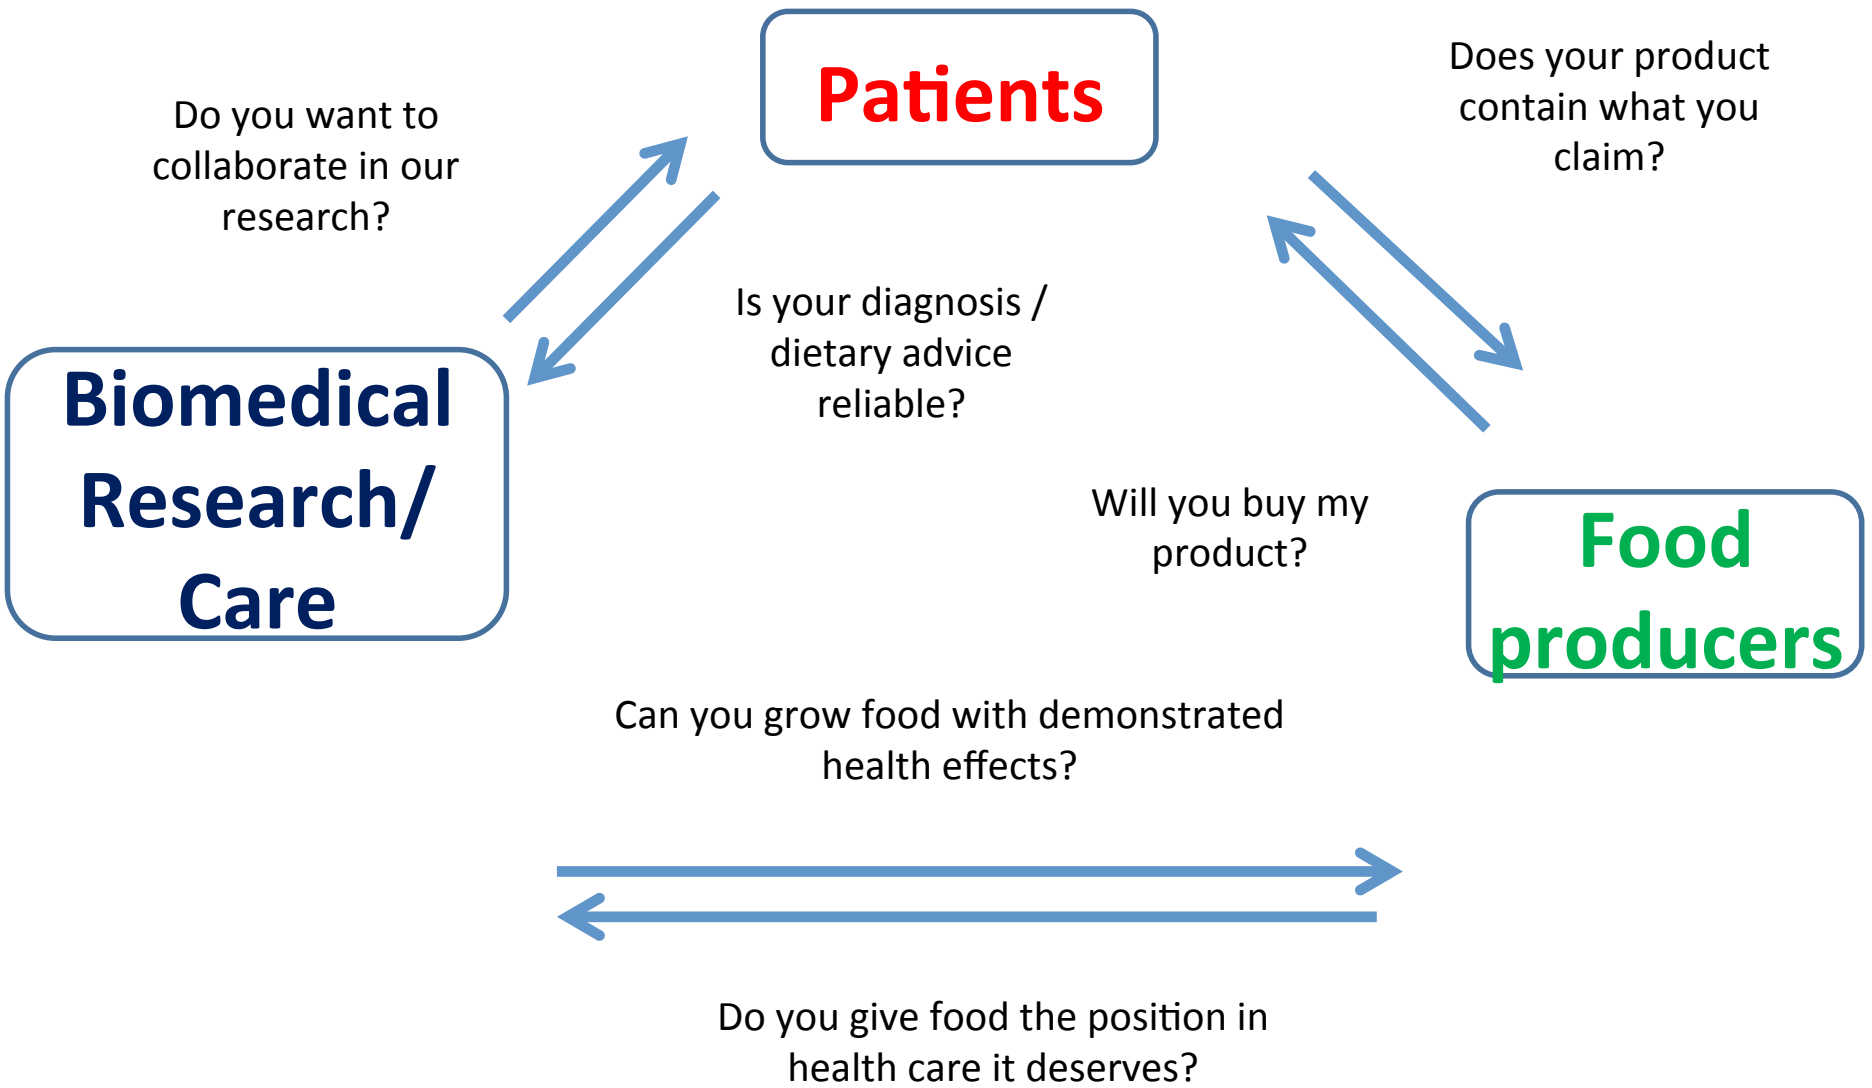 Patients
Does your product
contain what you
claim?
Do you want to
collaborate in our
research?
Is your diagnosis /
dietary advice
reliable?
Biomedical
Research/
Care
Will you buy my
product?
Food
producers
Can you grow food with demonstrated
health effects?
Do you give food the position in
health care it deserves?